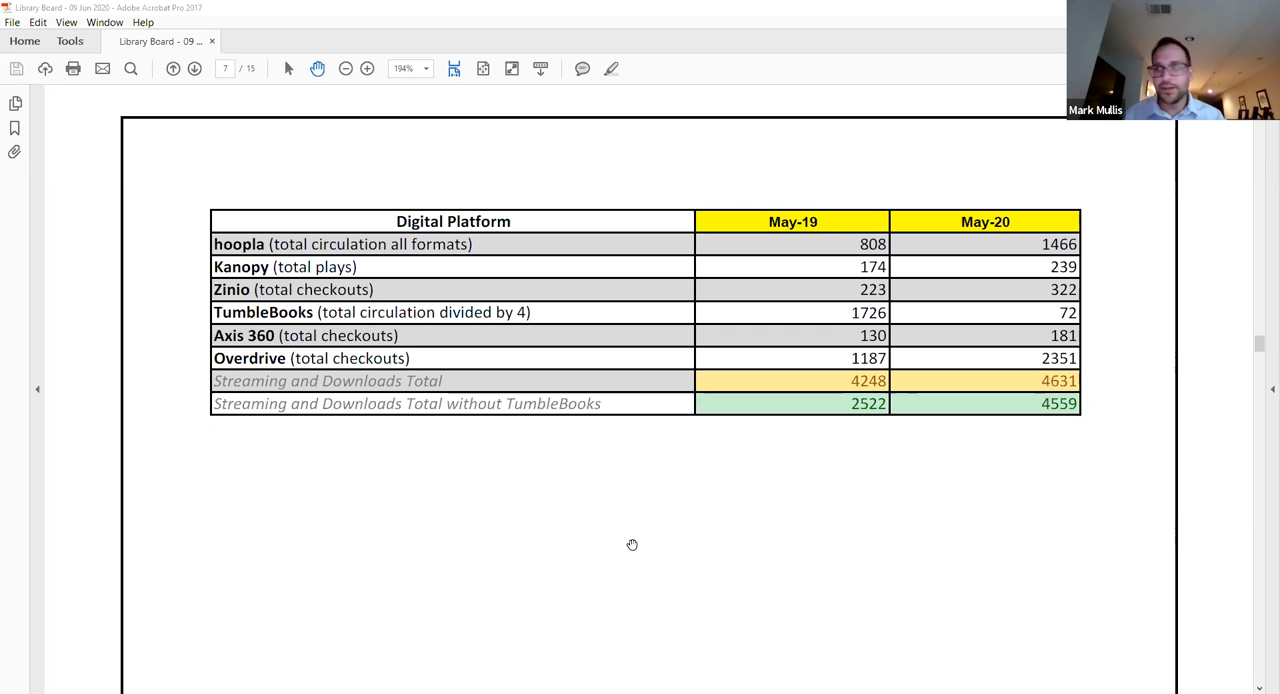 Library Board - 09 Jun 2020 - Adobe Acrobat Pro 2017
File Edit View Window Help
Home Tools Library Board - 09 ... ×
7 / 15 194%
Mark Mullis
Digital Platform May-19 May-20
hoopla (total circulation all formats) 808 1466
Kanopy (total plays) 174 239
Zinio (total checkouts) 223 322
TumbleBooks (total circulation divided by 4) 1726 72
Axis 360 (total checkouts) 130 181
Overdrive (total checkouts) 1187 2351
Streaming and Downloads Total 4248 4631
Streaming and Downloads Total without TumbleBooks 2522 4559